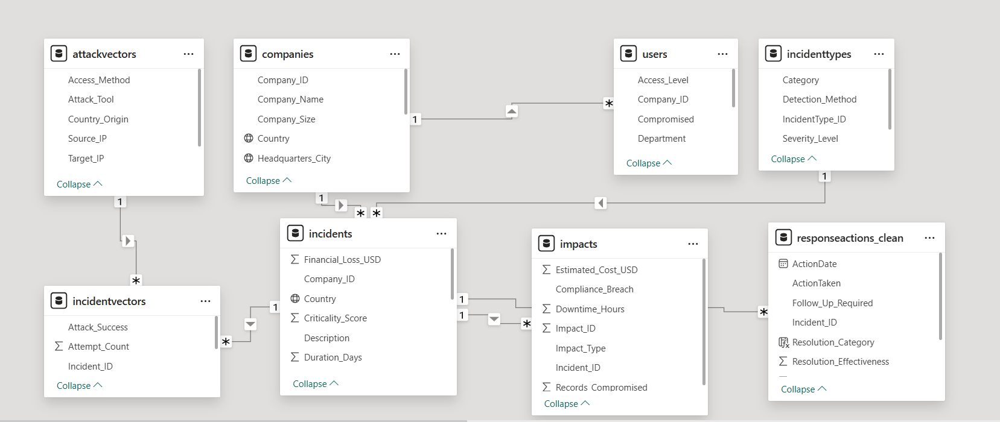 attackvectors
Access_Method
Attack_Tool
Country_Origin
Source_IP
Target_IP
Collapse
companies
Company_ID
Company_Name
Company_Size
Country
Headquarters_City
Collapse
users
Access_Level
Company_ID
Compromised
Department
Collapse
incidenttypes
Category
Detection_Method
IncidentType_ID
Severity_Level
Collapse
1
*
1
1
1
*
*
*
incidentvectors
Attack_Success
Attempt_Count
Incident_ID
Collapse
*
1
incidents
Financial_Loss_USD
Company_ID
Country
Criticality_Score
Description
Duration_Days
Collapse
1
1
*
*
impacts
Estimated_Cost_USD
Compliance_Breach
Downtime_Hours
Impact_ID
Impact_Type
Incident_ID
Records_Compromised
Collapse
responseactions_clean
ActionDate
ActionTaken
Follow_Up_Required
Incident_ID
Resolution_Category
Resolution_Effectiveness
Collapse